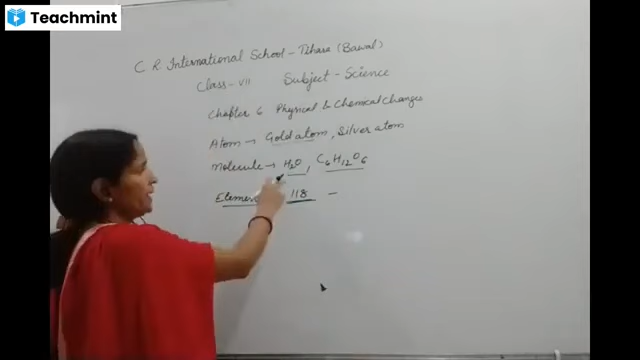 Teachmint
C. R. International School - Tihara (Bawal)
Class - VII Subject - Science
Chapter 6 Physical & Chemical Changes
Atom → Gold atom, Silver atom
Molecule → H₂O, C₆H₁₂O₆
Element 118 -